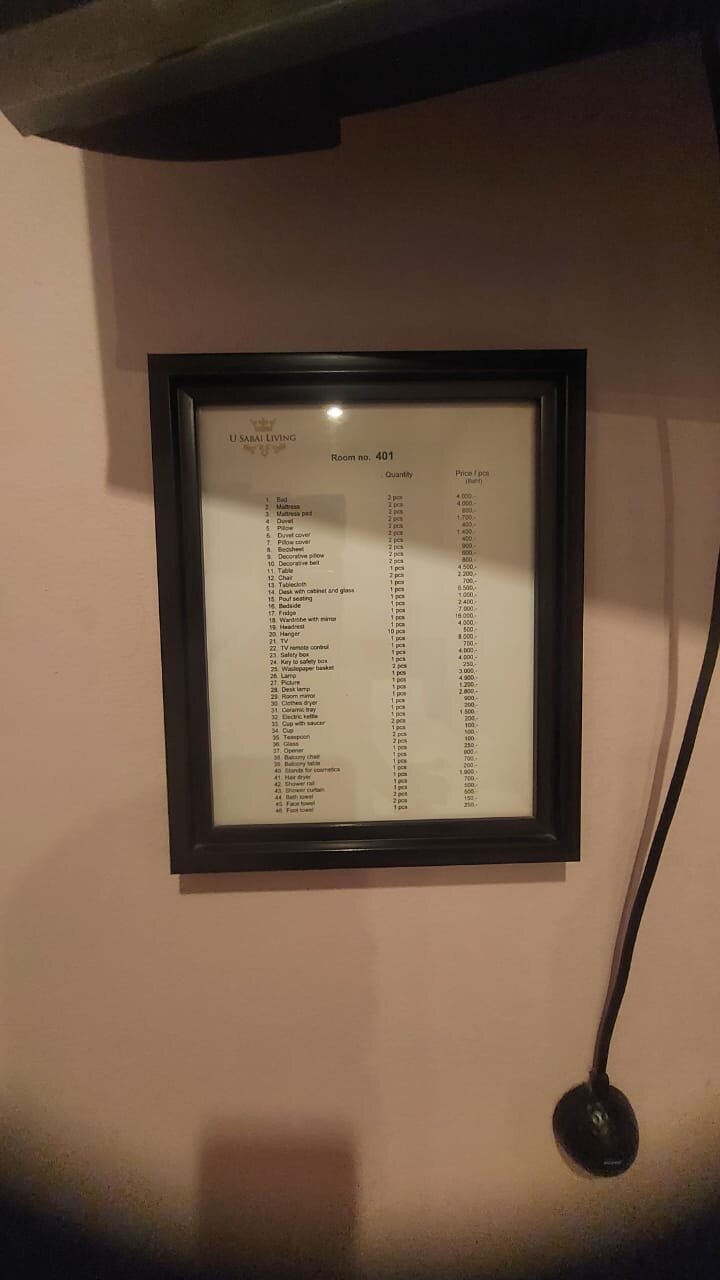 U SABAI LIVING
Room no. 401
Quantity Price / pcs
(Baht)
1. Bed 2 pcs 4.000,-
2. Mattress 2 pcs 4.000,-
3. Mattress pad 2 pcs 800,-
4. Duvet 2 pcs 1.700,-
5. Pillow 2 pcs 400,-
6. Duvet cover 2 pcs 1.400,-
7. Pillow cover 2 pcs 400,-
8. Bedsheet 2 pcs 900,-
9. Decorative pillow 2 pcs 600,-
10. Decorative belt 2 pcs 800,-
11. Table 1 pcs 4.500,-
12. Chair 2 pcs 2.200,-
13. Tablecloth 1 pcs 700,-
14. Desk with cabinet and glass 1 pcs 6.500,-
15. Pouf seating 1 pcs 1.000,-
16. Bedside 1 pcs 2.400,-
17. Fridge 1 pcs 7.000,-
18. Wardrobe with mirror 1 pcs 16.000,-
19. Headrest 1 pcs 4.000,-
20. Hanger 10 pcs 500,-
21. TV 1 pcs 8.000,-
22. TV remote control 1 pcs 700,-
23. Safety box 1 pcs 4.000,-
24. Key to safety box 1 pcs 4.000,-
25. Wastepaper basket 2 pcs 250,-
26. Lamp 1 pcs 3.000,-
27. Picture 1 pcs 4.900,-
28. Desk lamp 1 pcs 1.200,-
29. Room mirror 1 pcs 2.800,-
30. Clothes dryer 1 pcs 900,-
31. Ceramic tray 1 pcs 200,-
32. Electric kettle 1 pcs 1.500,-
33. Cup with saucer 2 pcs 200,-
34. Cup pcs 100,-
35. Teaspoon 2 pcs 100,-
36. Glass 2 pcs 100,-
37. Opener 1 pcs 250,-
38. Balcony chair 1 pcs 900,-
39. Balcony table 1 pcs 700,-
40. Stands for cosmetics 1 pcs 200,-
41. Hair dryer 1 pcs 1.900,-
42. Shower rail 1 pcs 700,-
43. Shower curtain 1 pcs 500,-
44. Bath towel 2 pcs 600,-
45. Face towel 2 pcs 150,-
46. Foot towel 1 pcs 250,-